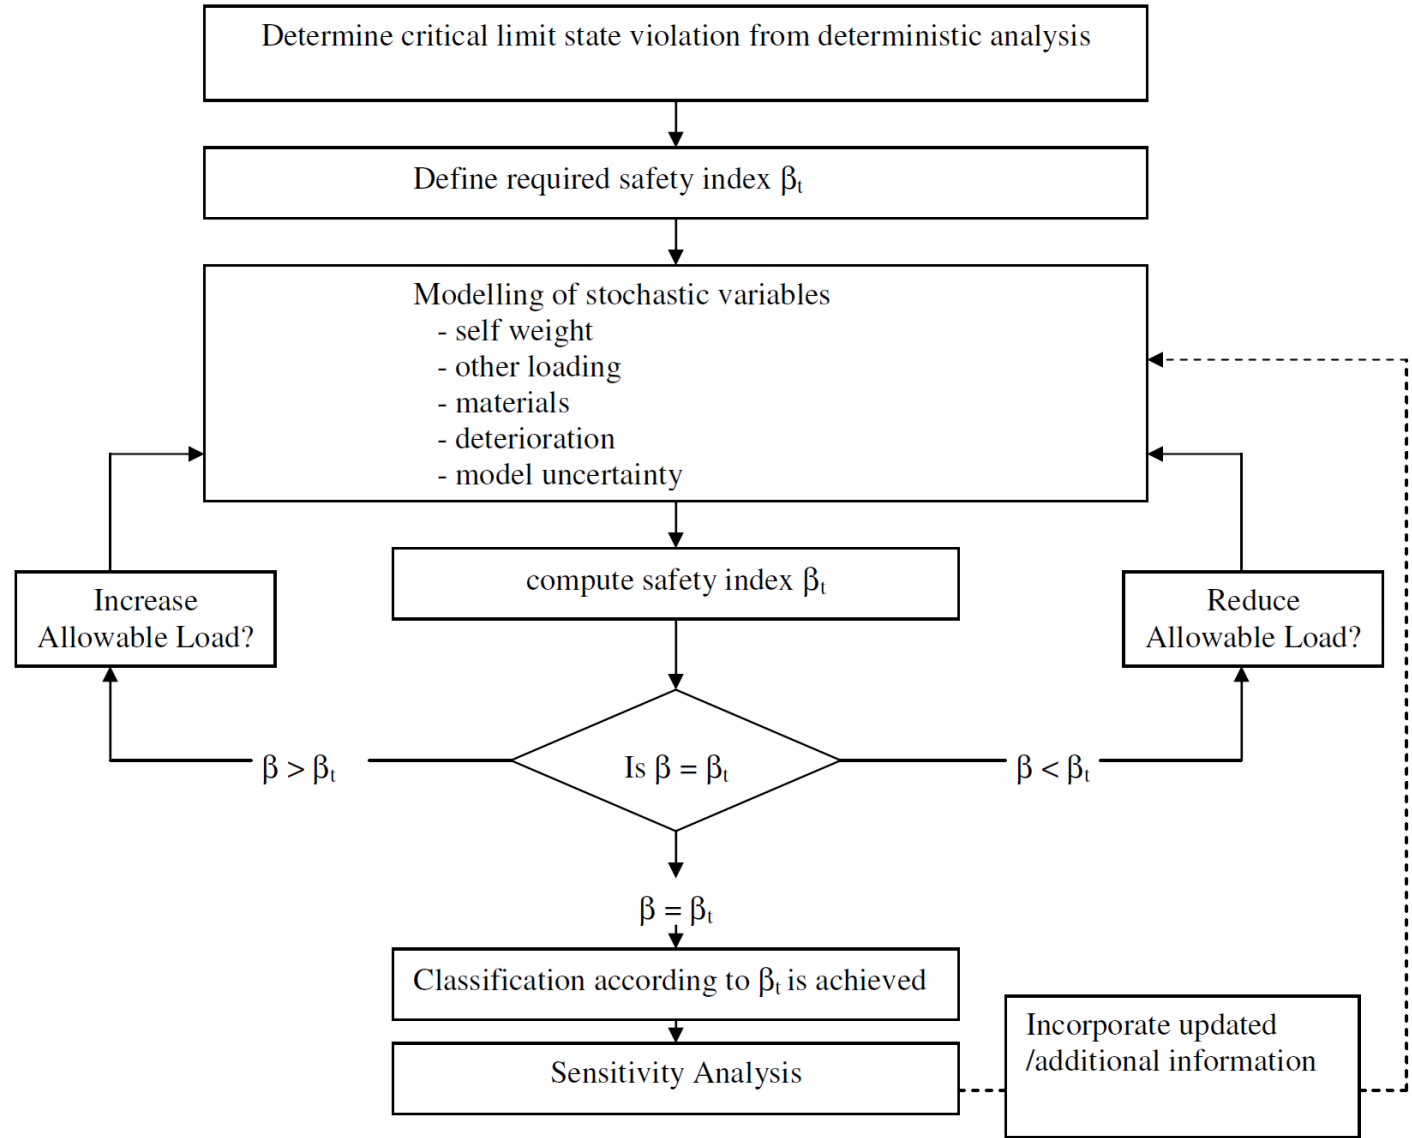 Determine critical limit state violation from deterministic analysis
Define required safety index βt
Modelling of stochastic variables
- self weight
- other loading
- materials
- deterioration
- model uncertainty
compute safety index βt
Increase
Allowable Load?
Reduce
Allowable Load?
β > βt
Is β = βt
β < βt
β = βt
Classification according to βt is achieved
Sensitivity Analysis
Incorporate updated
/additional information